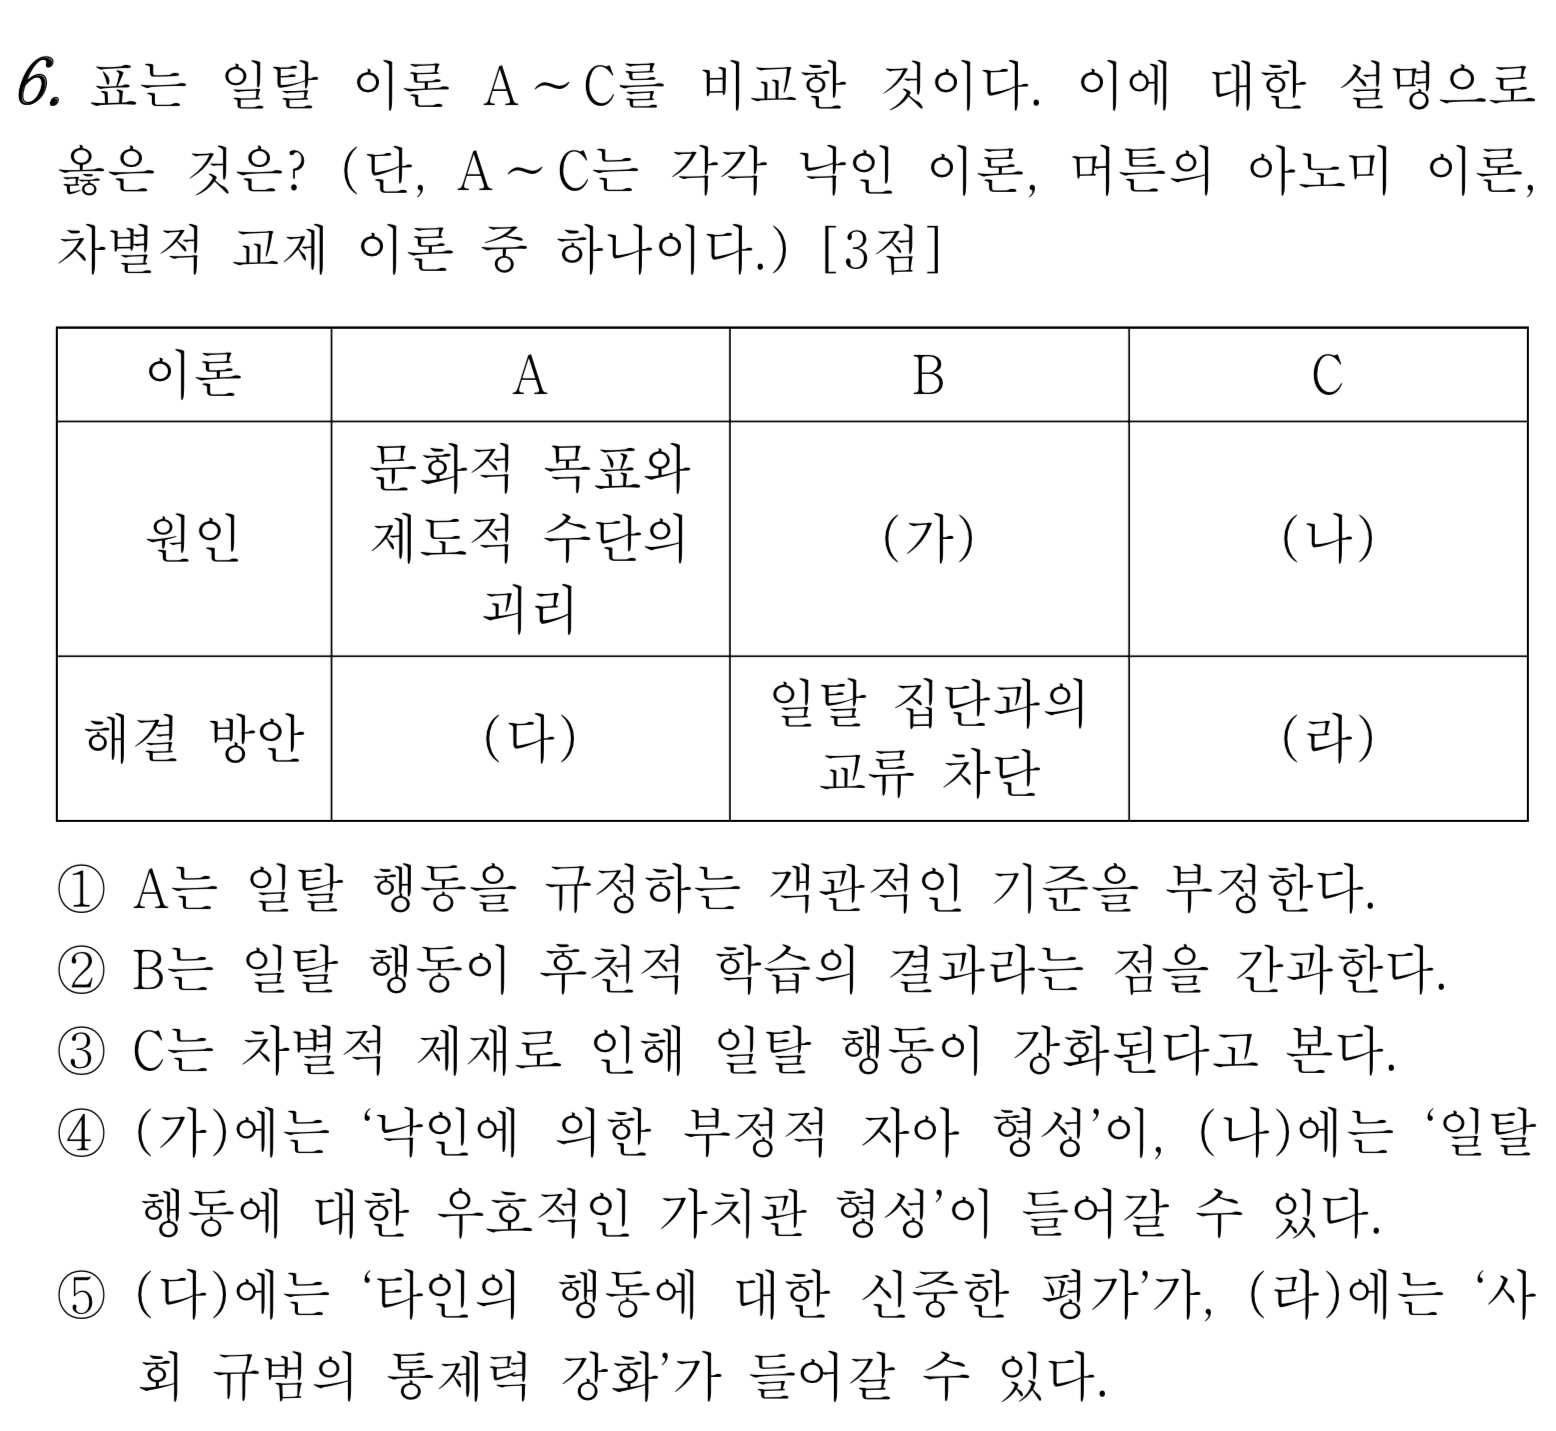 6. 표는 일탈 이론 A ~ C를 비교한 것이다. 이에 대한 설명으로
옳은 것은? (단, A ~ C는 각각 낙인 이론, 머튼의 아노미 이론,
차별적 교제 이론 중 하나이다.) [3점]
이론 A B C
원인 문화적 목표와 제도적 수단의 괴리 (가) (나)
해결 방안 (다) 일탈 집단과의 교류 차단 (라)
① A는 일탈 행동을 규정하는 객관적인 기준을 부정한다.
② B는 일탈 행동이 후천적 학습의 결과라는 점을 간과한다.
③ C는 차별적 제재로 인해 일탈 행동이 강화된다고 본다.
④ (가)에는 ‘낙인에 의한 부정적 자아 형성’이, (나)에는 ‘일탈
행동에 대한 우호적인 가치관 형성’이 들어갈 수 있다.
⑤ (다)에는 ‘타인의 행동에 대한 신중한 평가’가, (라)에는 ‘사
회 규범의 통제력 강화’가 들어갈 수 있다.